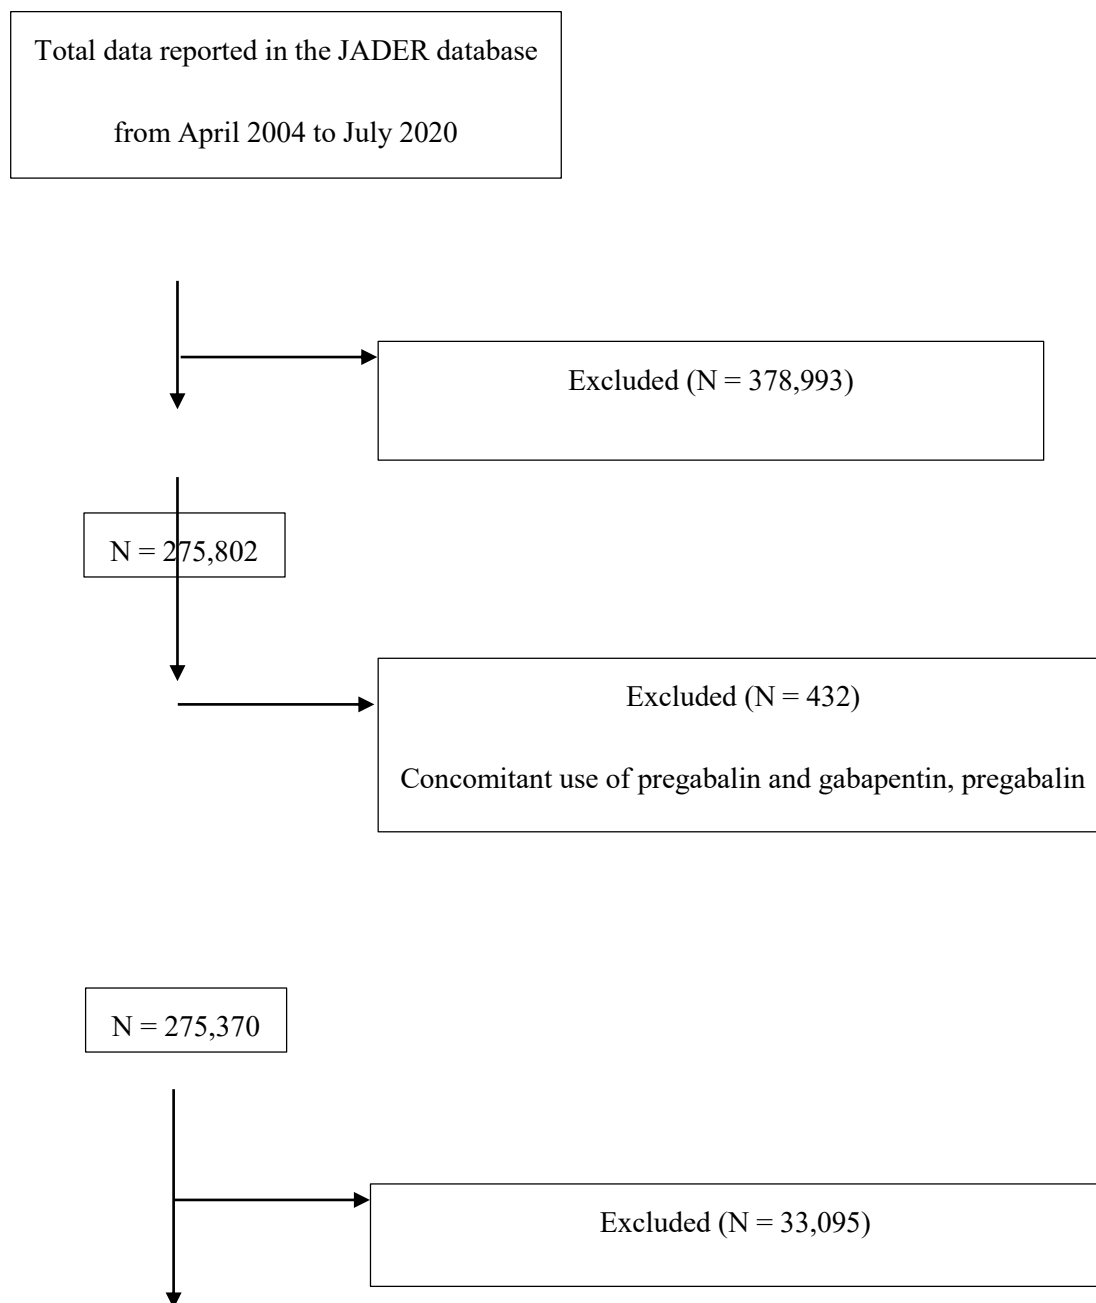 Total data reported in the JADER database
from April 2004 to July 2020
Excluded (N = 378,993)
N = 275,802
Excluded (N = 432)
Concomitant use of pregabalin and gabapentin, pregabalin
N = 275,370
Excluded (N = 33,095)